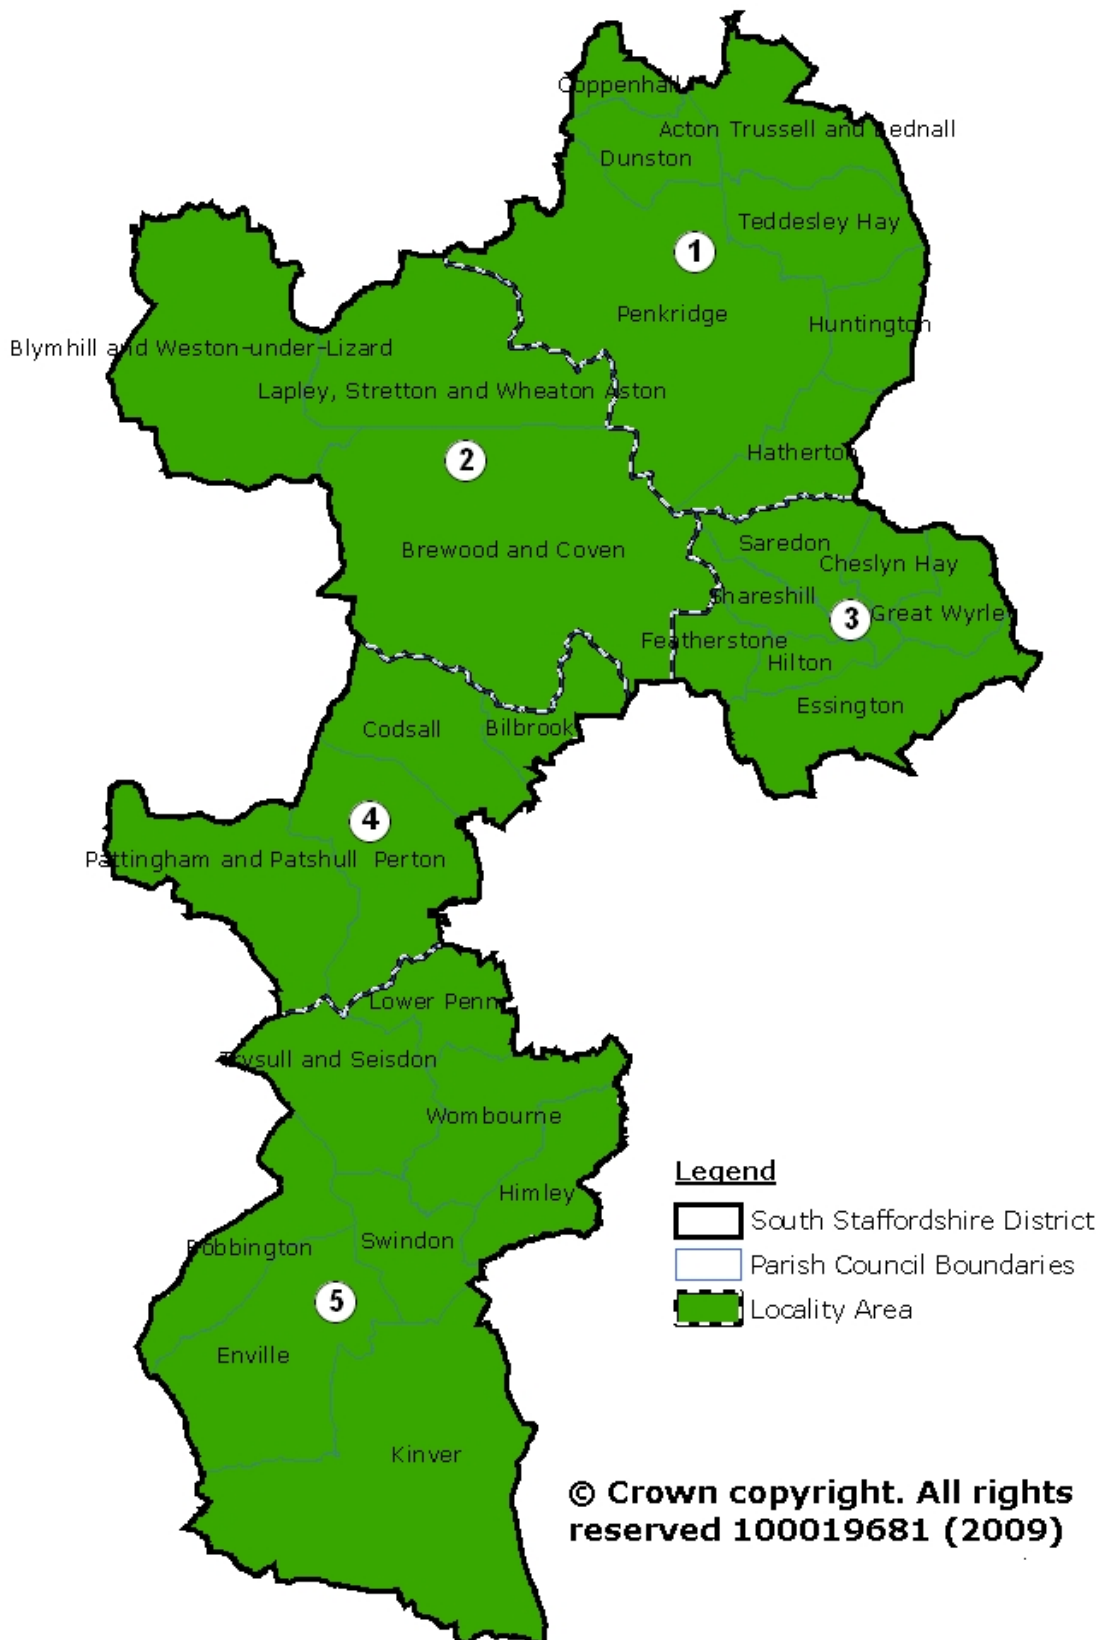 Coppenhall
Acton Trussell and Bednall
Dunston
Teddesley Hay
1
Penkridge
Huntington
Blymhill and Weston-under-Lizard
Lapley, Stretton and Wheaton Aston
Hatherton
2
Brewood and Coven
Saredon
Cheslyn Hay
Shareshill
3
Great Wyrley
Featherstone
Hilton
Essington
Codsall
Bilbrook
4
Pattingham and Patshull
Perton
Lower Penn
Trysull and Seisdon
Wombourne
Himley
Swindon
Bobbington
5
Enville
Kinver
Legend
South Staffordshire District
Parish Council Boundaries
Locality Area
© Crown copyright. All rights
reserved 100019681 (2009)